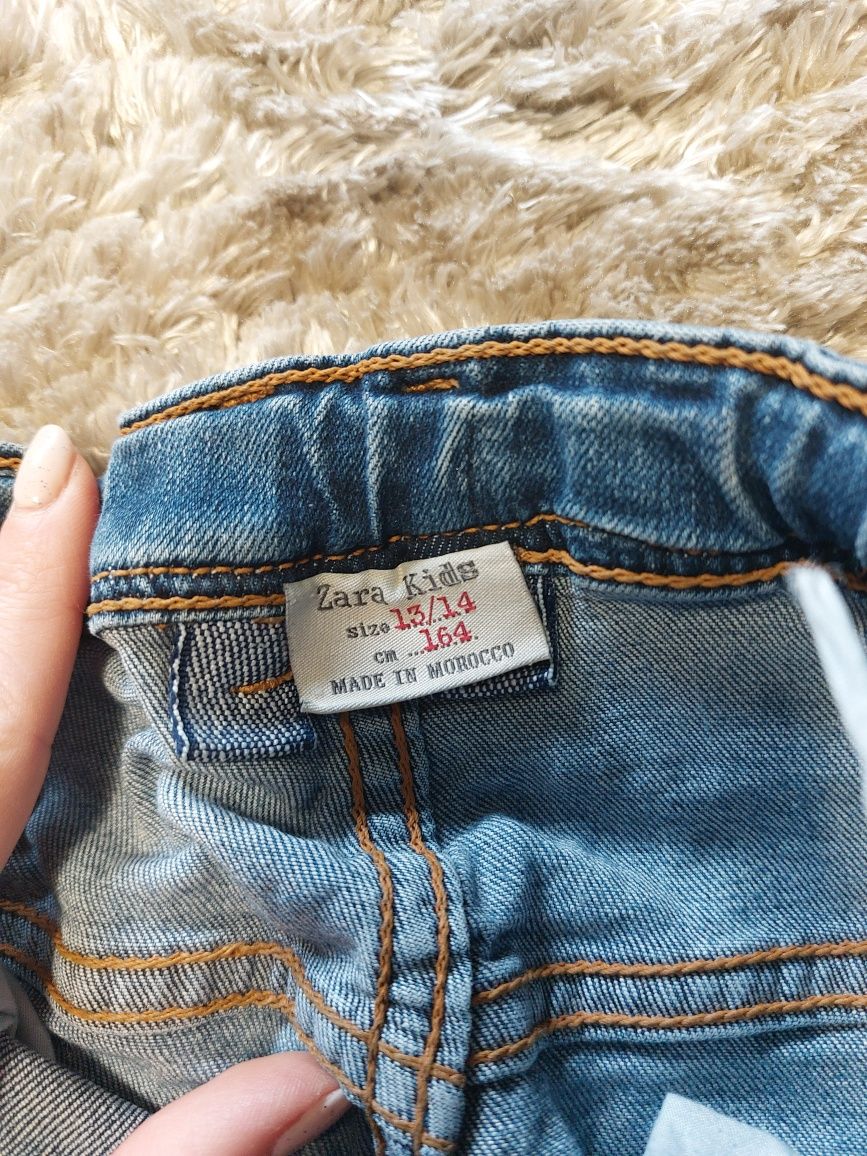 Zara Kids
size 13/14
cm ...164.
MADE IN MOROCCO